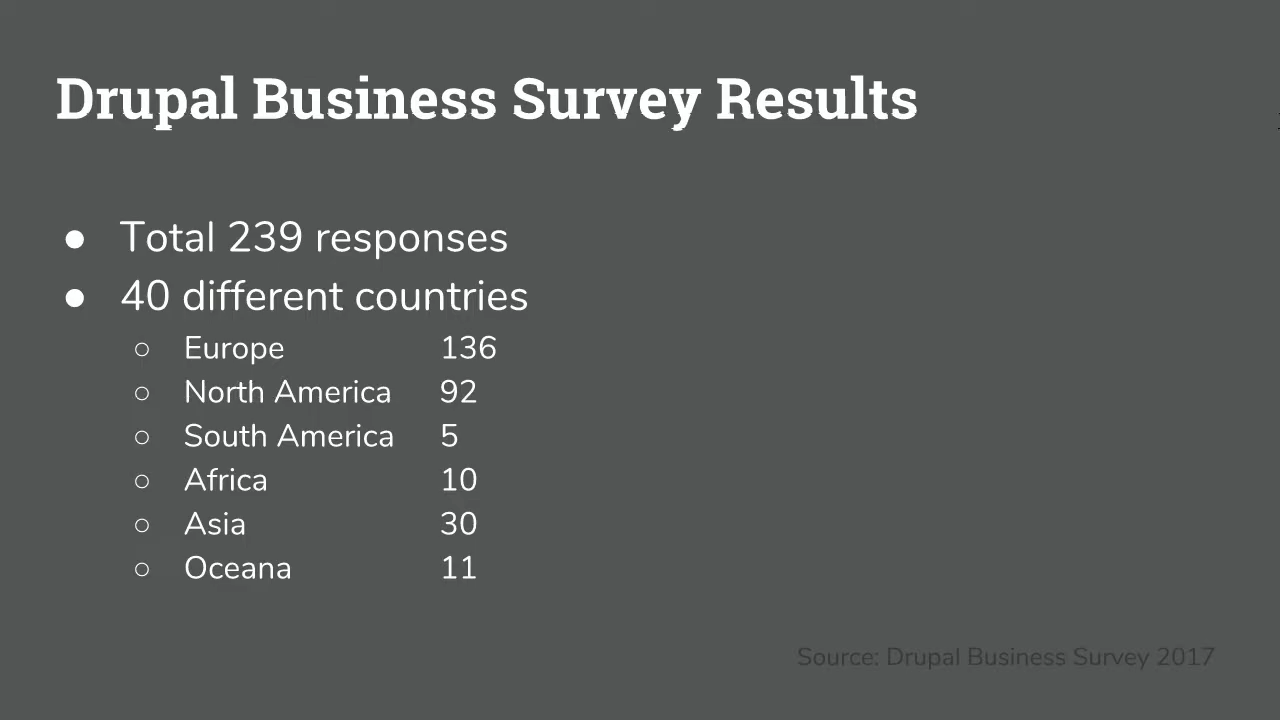 Drupal Business Survey Results
● Total 239 responses
● 40 different countries
○ Europe 136
○ North America 92
○ South America 5
○ Africa 10
○ Asia 30
○ Oceana 11
Source: Drupal Business Survey 2017